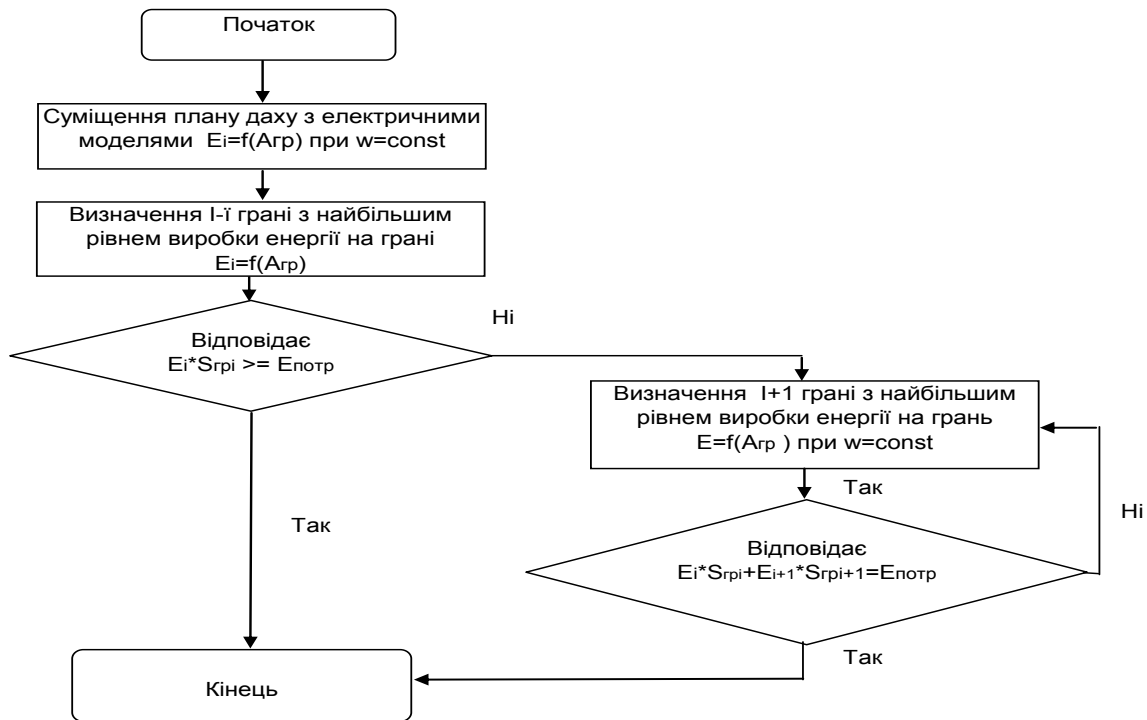 Початок
Суміщення плану даху з електричними
моделями Ei=f(Aгр) при w=const
Визначення І-ї грані з найбільшим
рівнем виробки енергії на грані
Ei=f(Aгр)
Ні
Відповідає
Ei*Sгрі >= Eпотр
Визначення I+1 грані з найбільшим
рівнем виробки енергії на грань
E=f(Aгр ) при w=const
Так
Ні
Так
Відповідає
Ei*Sгрі+Ei+1*Sгрі+1=Eпотр
Так
Кінець